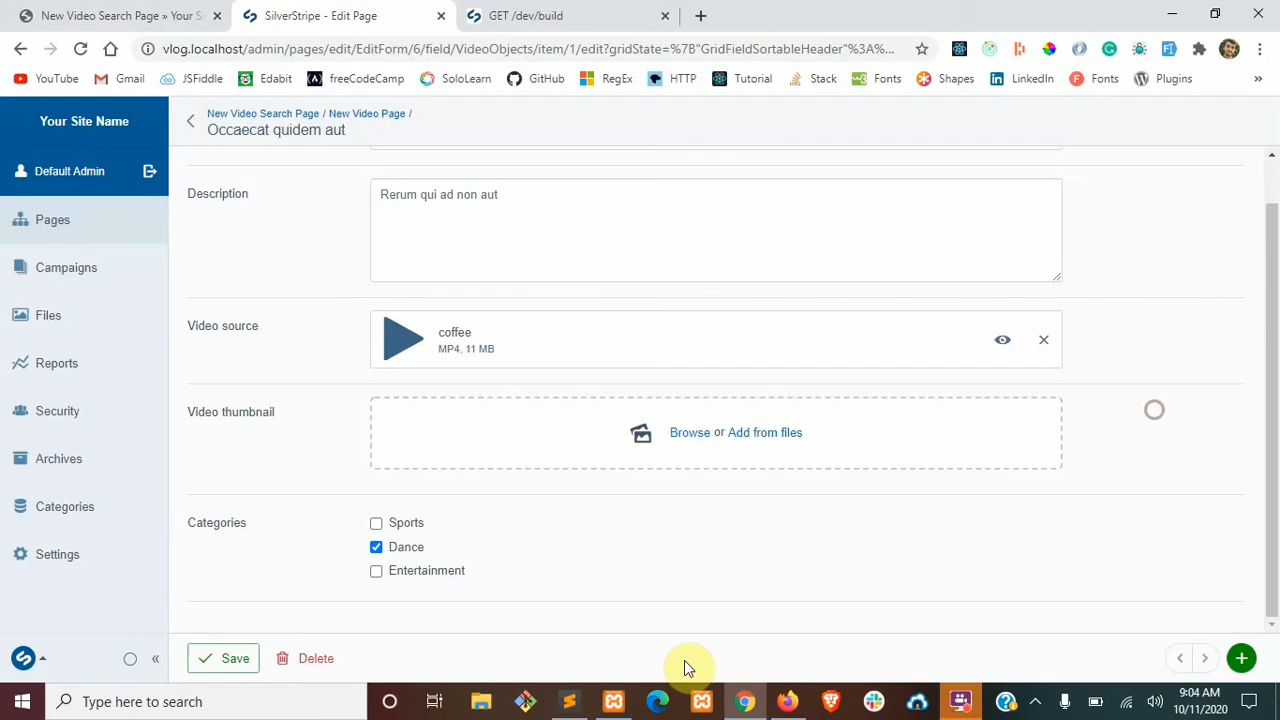 New Video Search Page » Your S
SilverStripe - Edit Page
GET /dev/build
vlog.localhost/admin/pages/edit/EditForm/6/field/VideoObjects/item/1/edit?gridState=%7B"GridFieldSortableHeader"%3A%...
YouTube
Gmail
JSFiddle
Edabit
freeCodeCamp
SoloLearn
GitHub
RegEx
HTTP
Tutorial
Stack
Fonts
Shapes
LinkedIn
Fonts
Plugins
»
Your Site Name
Default Admin
Pages
Campaigns
Files
Reports
Security
Archives
Categories
Settings
«
New Video Search Page / New Video Page /
Occaecat quidem aut
Description
Rerum qui ad non aut
Video source
coffee
MP4, 11 MB
Video thumbnail
Browse or Add from files
Categories
Sports
Dance
Entertainment
Save
Delete
Type here to search
9:04 AM
10/11/2020